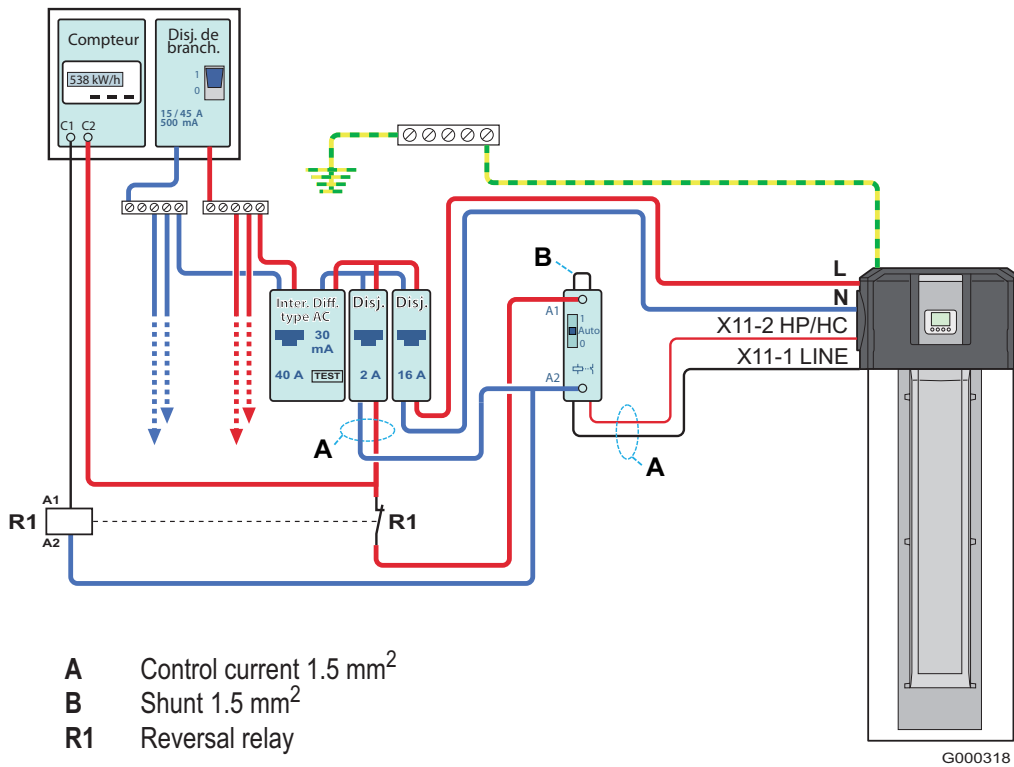 Compteur
538 kW/h
C1 C2
Disj. de
branch.
1
0
15/45 A
500 mA
Inter. Diff.
type AC
30
mA
40 A TEST
Disj.
2 A
Disj.
16 A
A
B
A1
1
Auto
0
A2
A
L
N
X11-2 HP/HC
X11-1 LINE
A1
R1
A2
R1
A Control current 1.5 mm²
B Shunt 1.5 mm²
R1 Reversal relay
G000318